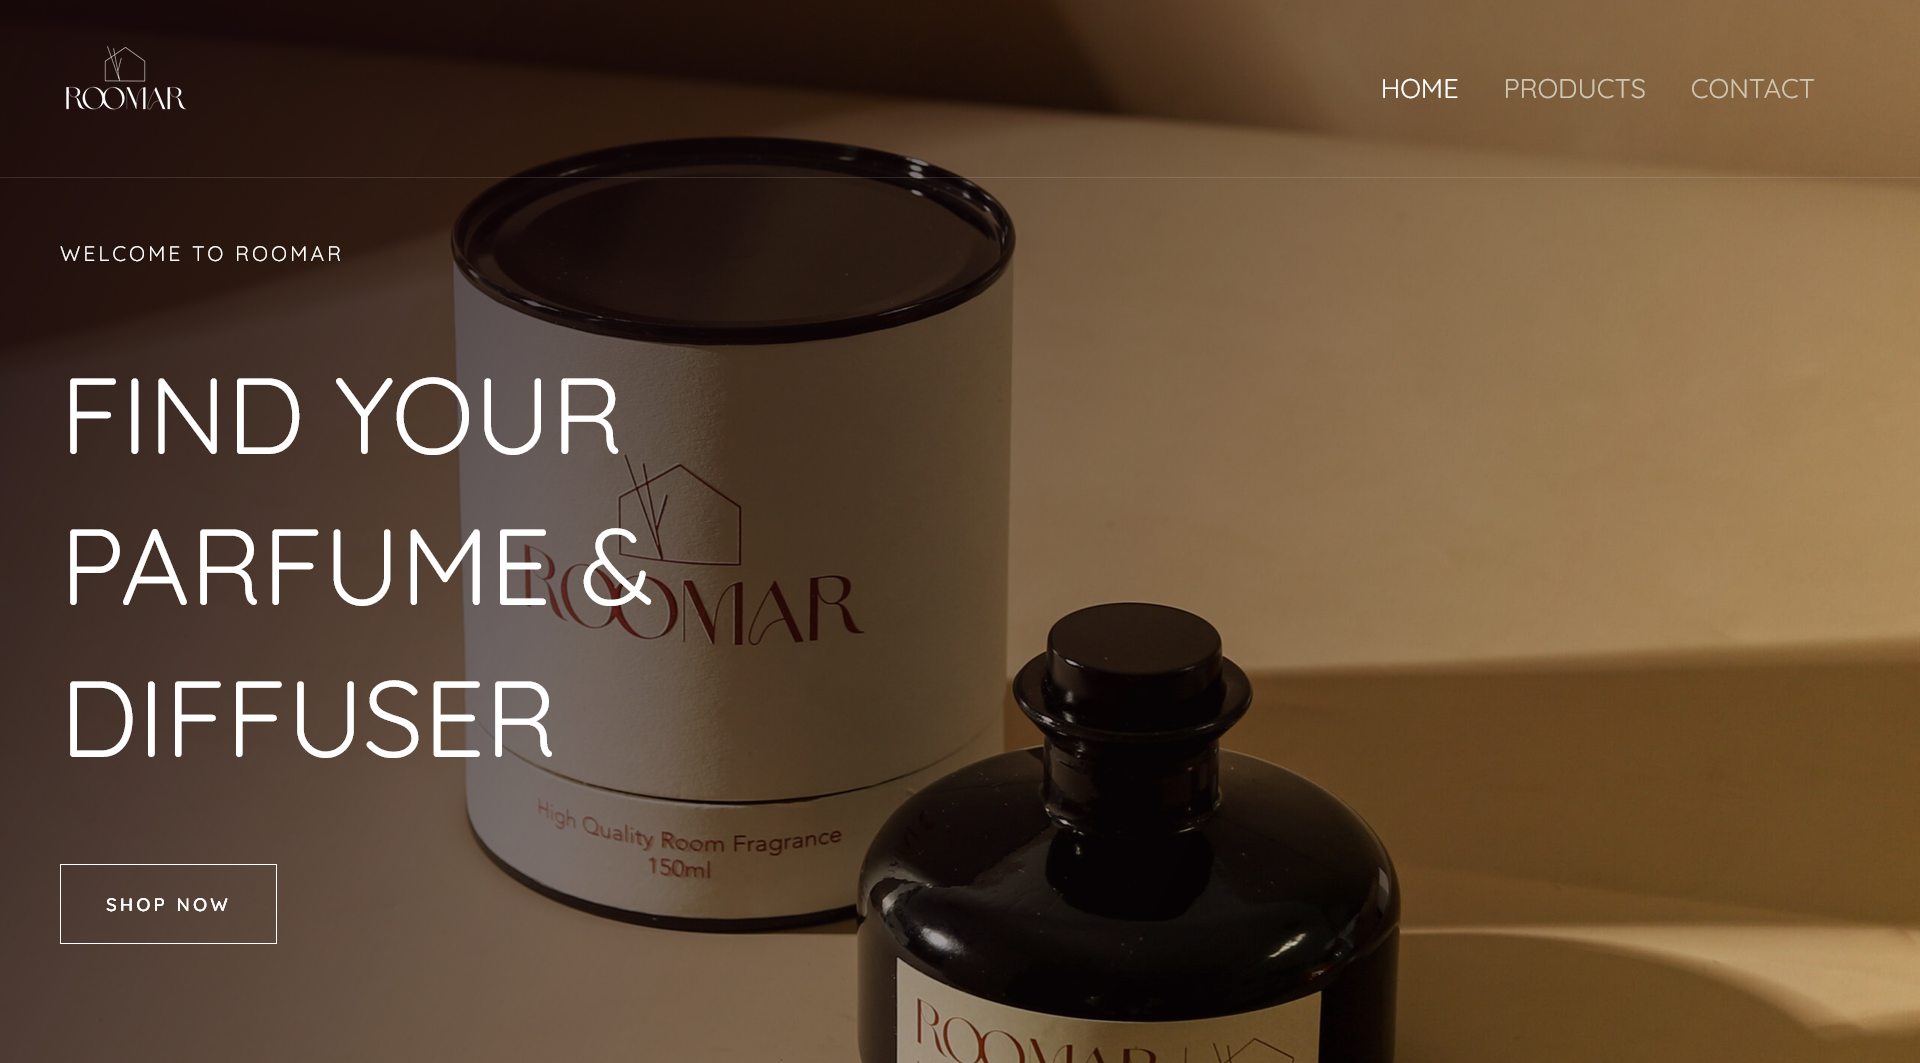 ROOMAR
HOME
PRODUCTS
CONTACT
WELCOME TO ROOMAR
FIND YOUR
PARFUME &
DIFFUSER
ROOMAR
High Quality Room Fragrance
150ml
SHOP NOW
ROOMAR